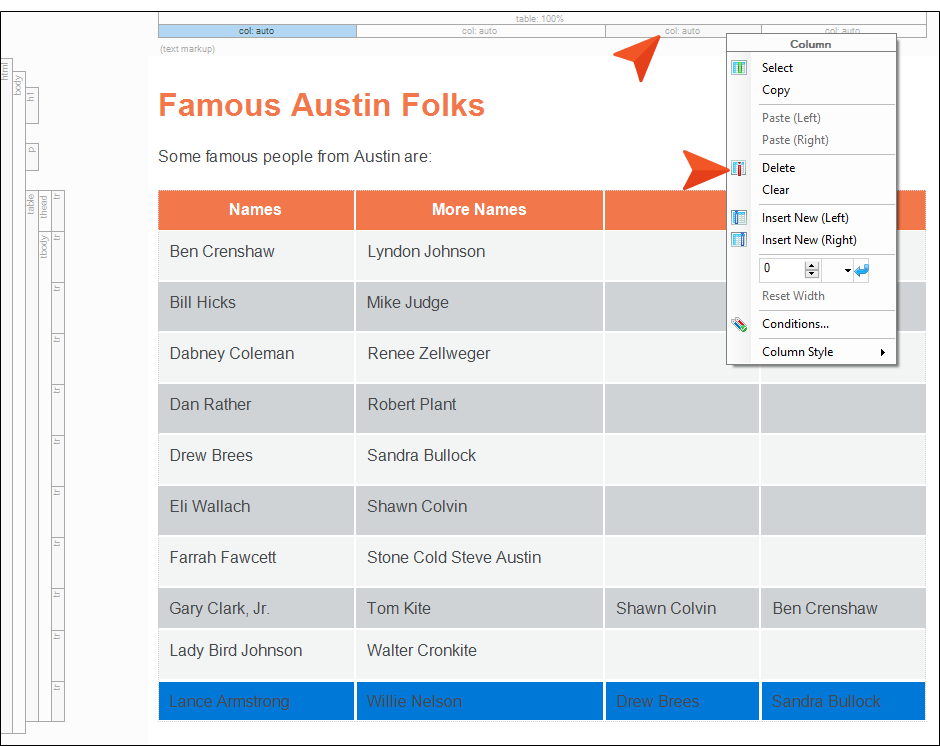 table: 100%
col: auto col: auto col: auto col: auto
(text markup)
html
body
h1
p
table
thead
tbody
tr
tr
tr
tr
tr
tr
tr
tr
tr
tr
tr
Famous Austin Folks
Some famous people from Austin are:
Names More Names
Ben Crenshaw Lyndon Johnson
Bill Hicks Mike Judge
Dabney Coleman Renee Zellweger
Dan Rather Robert Plant
Drew Brees Sandra Bullock
Eli Wallach Shawn Colvin
Farrah Fawcett Stone Cold Steve Austin
Gary Clark, Jr. Tom Kite Shawn Colvin Ben Crenshaw
Lady Bird Johnson Walter Cronkite
Lance Armstrong Willie Nelson Drew Brees Sandra Bullock
Column
Select
Copy
Paste (Left)
Paste (Right)
Delete
Clear
Insert New (Left)
Insert New (Right)
0
Reset Width
Conditions...
Column Style